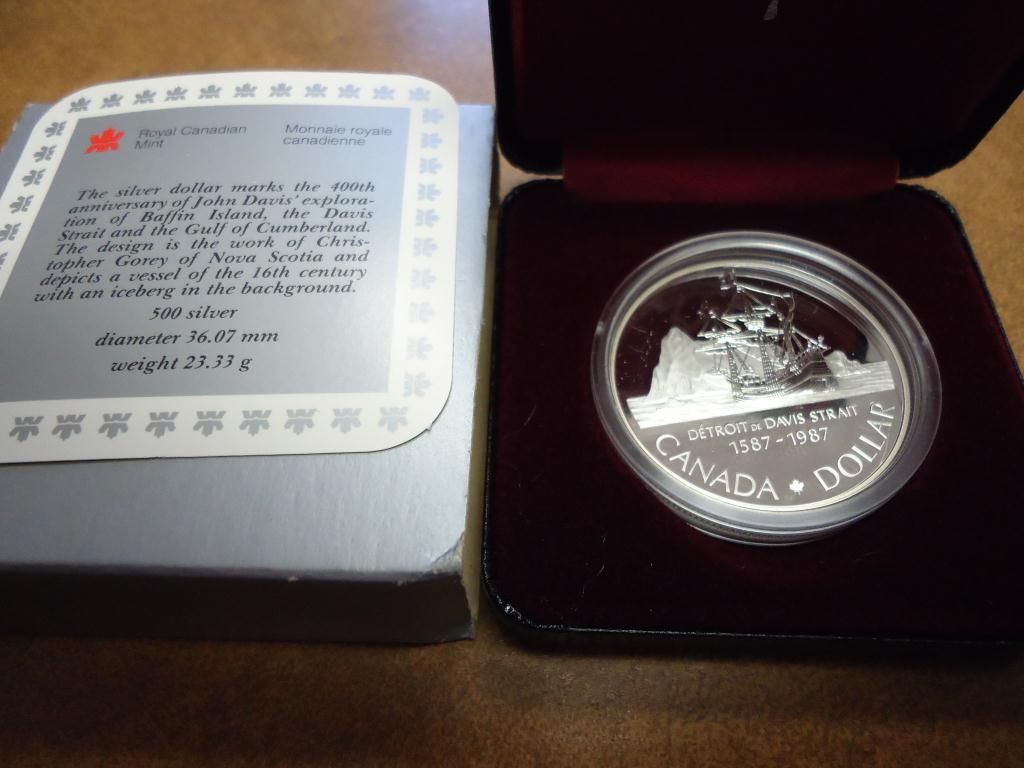 Royal Canadian
Mint
Monnaie royale
canadienne
The silver dollar marks the 400th
anniversary of John Davis' explora-
tion of Baffin Island, the Davis
Strait and the Gulf of Cumberland.
The design is the work of Chris-
topher Gorey of Nova Scotia and
depicts a vessel of the 16th century
with an iceberg in the background.
500 silver
diameter 36.07 mm
weight 23.33 g
DÉTROIT DE DAVIS STRAIT
1587-1987
CANADA DOLLAR